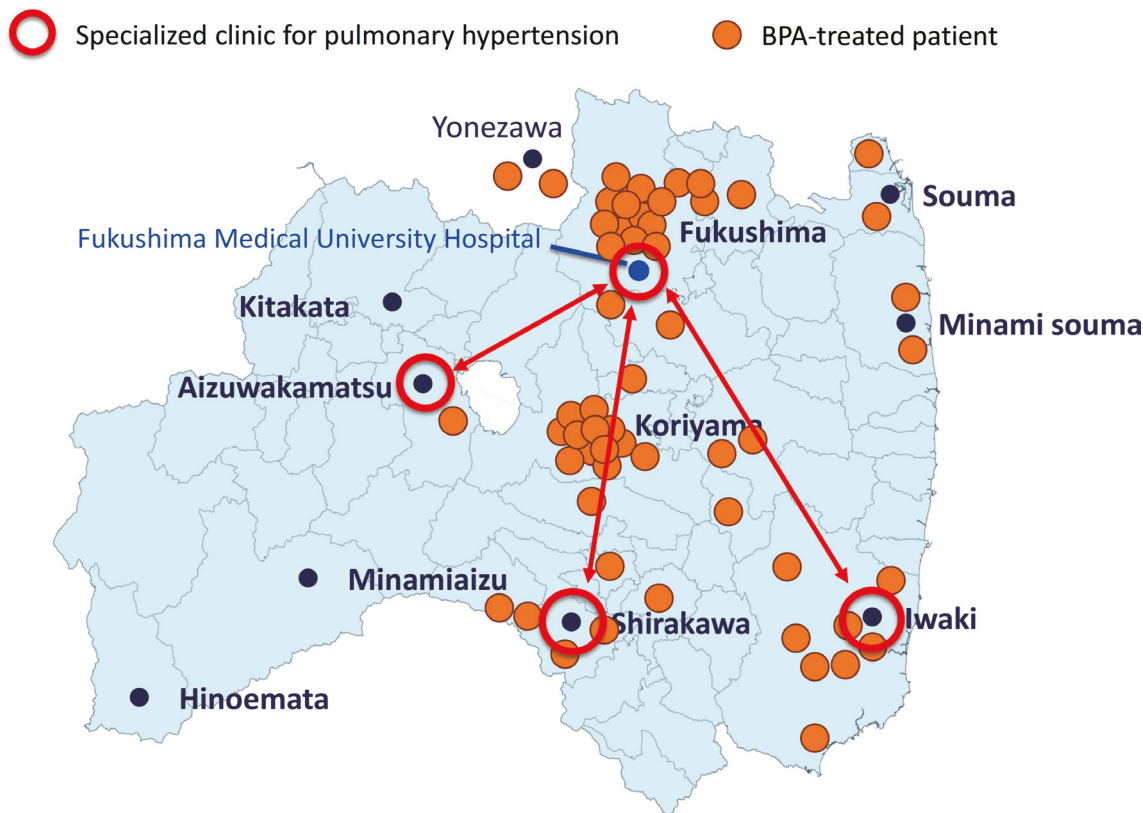 Specialized clinic for pulmonary hypertension
BPA-treated patient
Yonezawa
Souma
Fukushima
Fukushima Medical University Hospital
Kitakata
Minami souma
Aizuwakamatsu
Koriyama
Minamiaizu
Shirakawa
Iwaki
Hinoemata